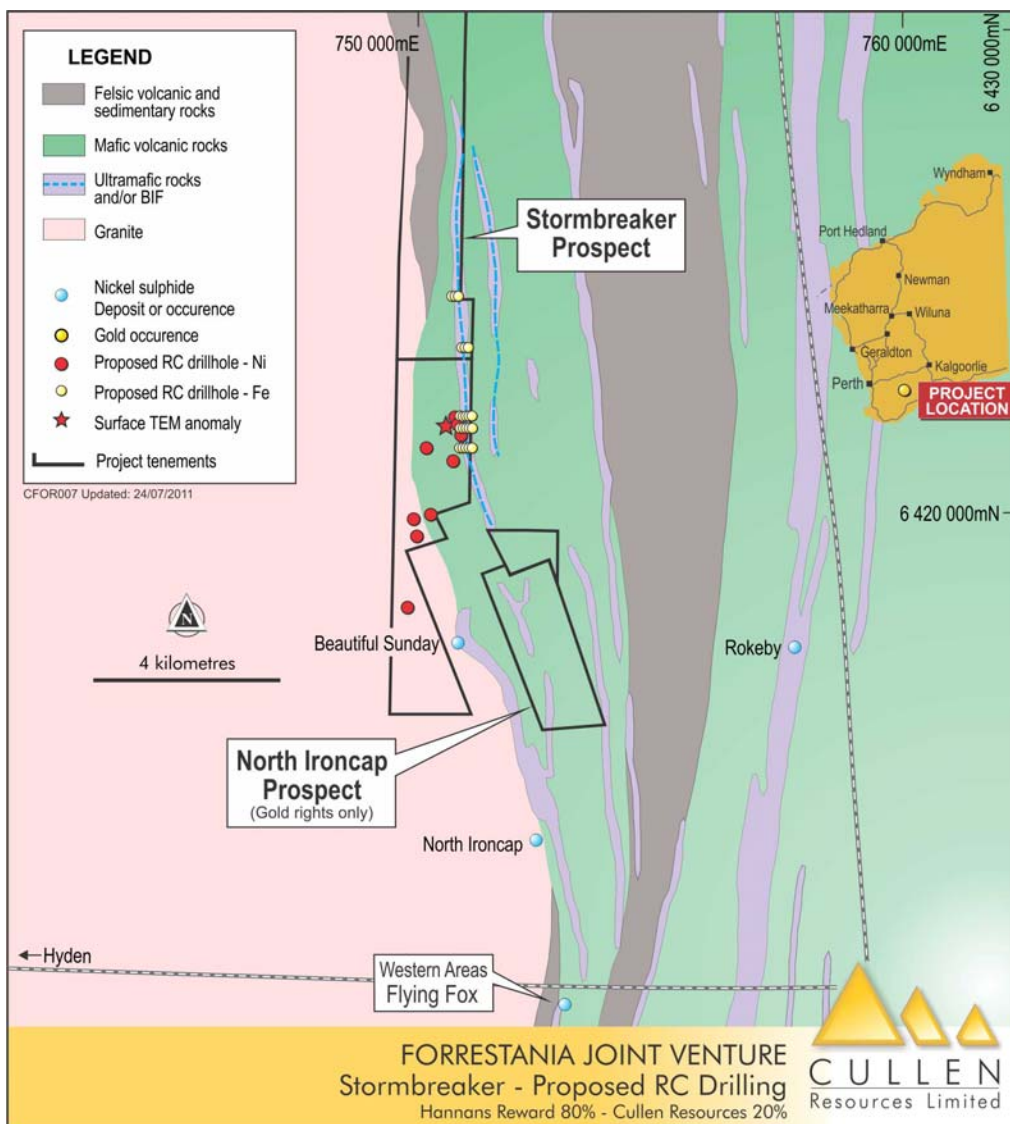 LEGEND
Felsic volcanic and
sedimentary rocks
Mafic volcanic rocks
Ultramafic rocks
and/or BIF
Granite
Nickel sulphide
Deposit or occurence
Gold occurence
Proposed RC drillhole - Ni
Proposed RC drillhole - Fe
Surface TEM anomaly
Project tenements
CFOR007 Updated: 24/07/2011
750 000mE
760 000mE
6 430 000mN
Stormbreaker
Prospect
Wyndham
Port Hedland
Newman
Meekatharra
Wiluna
Geraldton
Kalgoorlie
Perth
PROJECT
LOCATION
6 420 000mN
N
4 kilometres
Beautiful Sunday
Rokeby
North Ironcap
Prospect
(Gold rights only)
North Ironcap
Hyden
Western Areas
Flying Fox
FORRESTANIA JOINT VENTURE
Stormbreaker - Proposed RC Drilling
Hannans Reward 80% - Cullen Resources 20%
CULLEN
Resources Limited